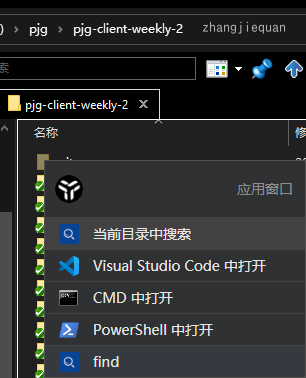 ) › pjg › pjg-client-weekly-2 zhangjiequan
索
pjg-client-weekly-2
名称
应用窗口
当前目录中搜索
Visual Studio Code 中打开
CMD 中打开
PowerShell 中打开
find